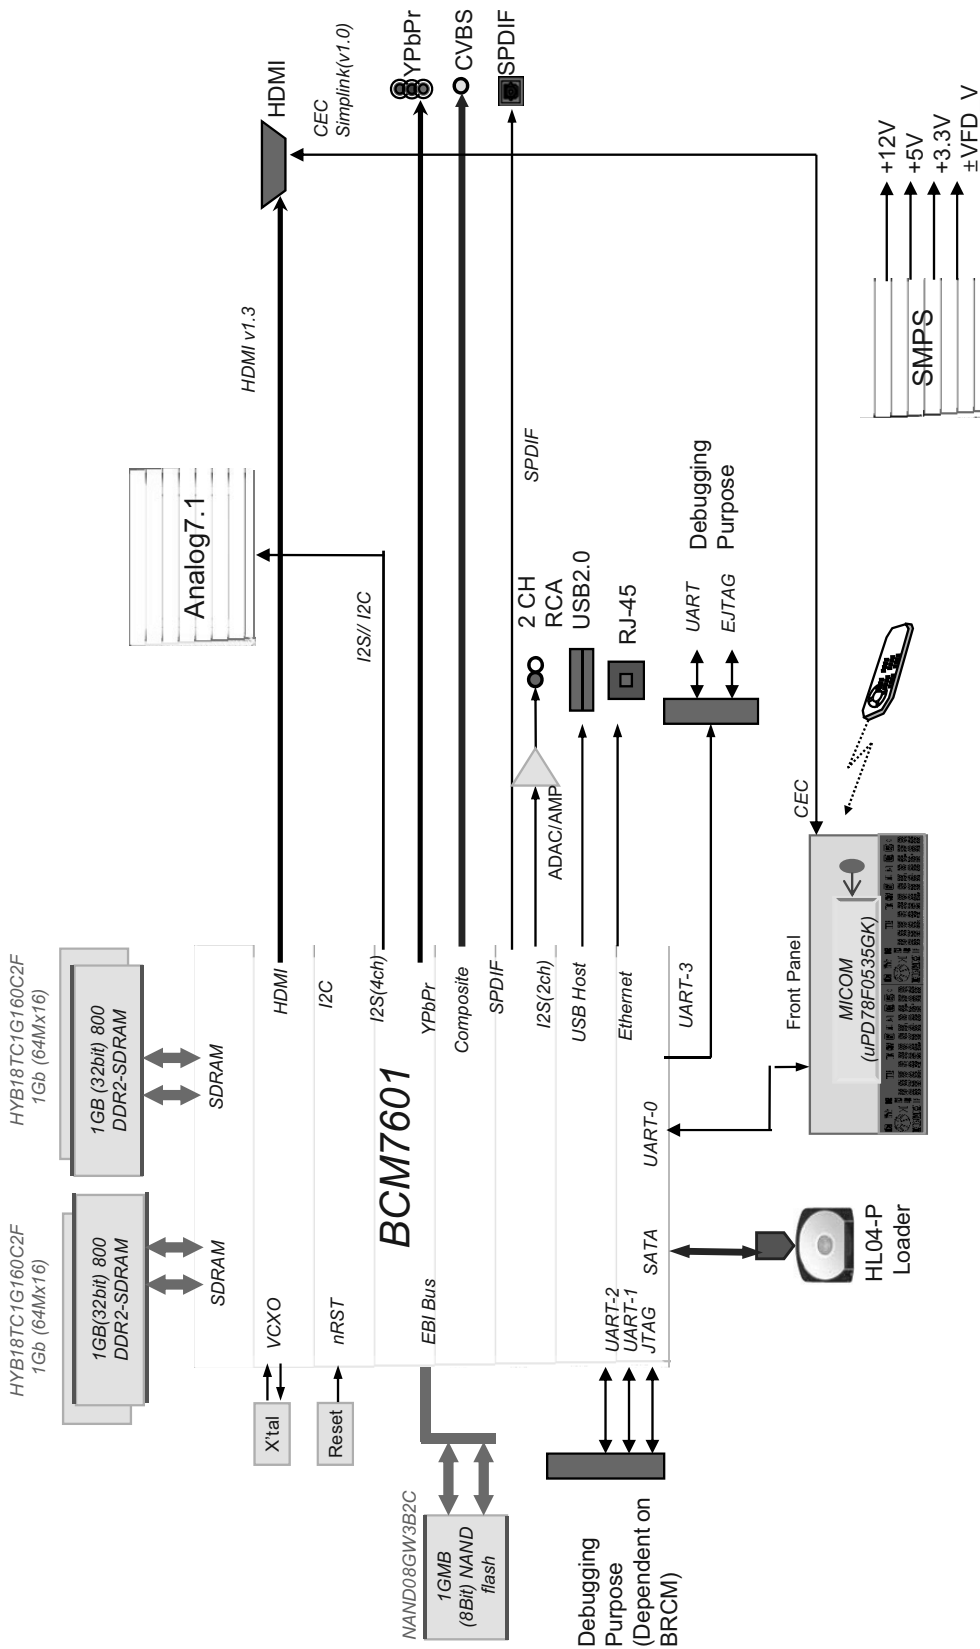 HYB18TC1G160C2F
1Gb (64Mx16)
1GB(32bit) 800
DDR2-SDRAM
HYB18TC1G160C2F
1Gb (64Mx16)
1GB (32bit) 800
DDR2-SDRAM
SDRAM
SDRAM
Analog7.1
HDMI
CEC
Simplink(v1.0)
HDMI v1.3
I2S// I2C
X'tal
VCXO
Reset
nRST
NAND08GW3B2C
1GMB
(8Bit) NAND
flash
EBI Bus
BCM7601
HDMI
I2C
I2S(4ch)
YPbPr
Composite
SPDIF
I2S(2ch)
USB Host
Ethernet
UART-3
YPbPr
CVBS
SPDIF
SPDIF
ADAC/AMP
2 CH
RCA
USB2.0
RJ-45
UART
EJTAG
Debugging
Purpose
Debugging
Purpose
(Dependent on
BRCM)
UART-2
UART-1
JTAG
SATA
UART-0
HL04-P
Loader
Front Panel
MICOM
(uPD78F0535GK)
CEC
SMPS
+12V
+5V
+3.3V
±VFD V